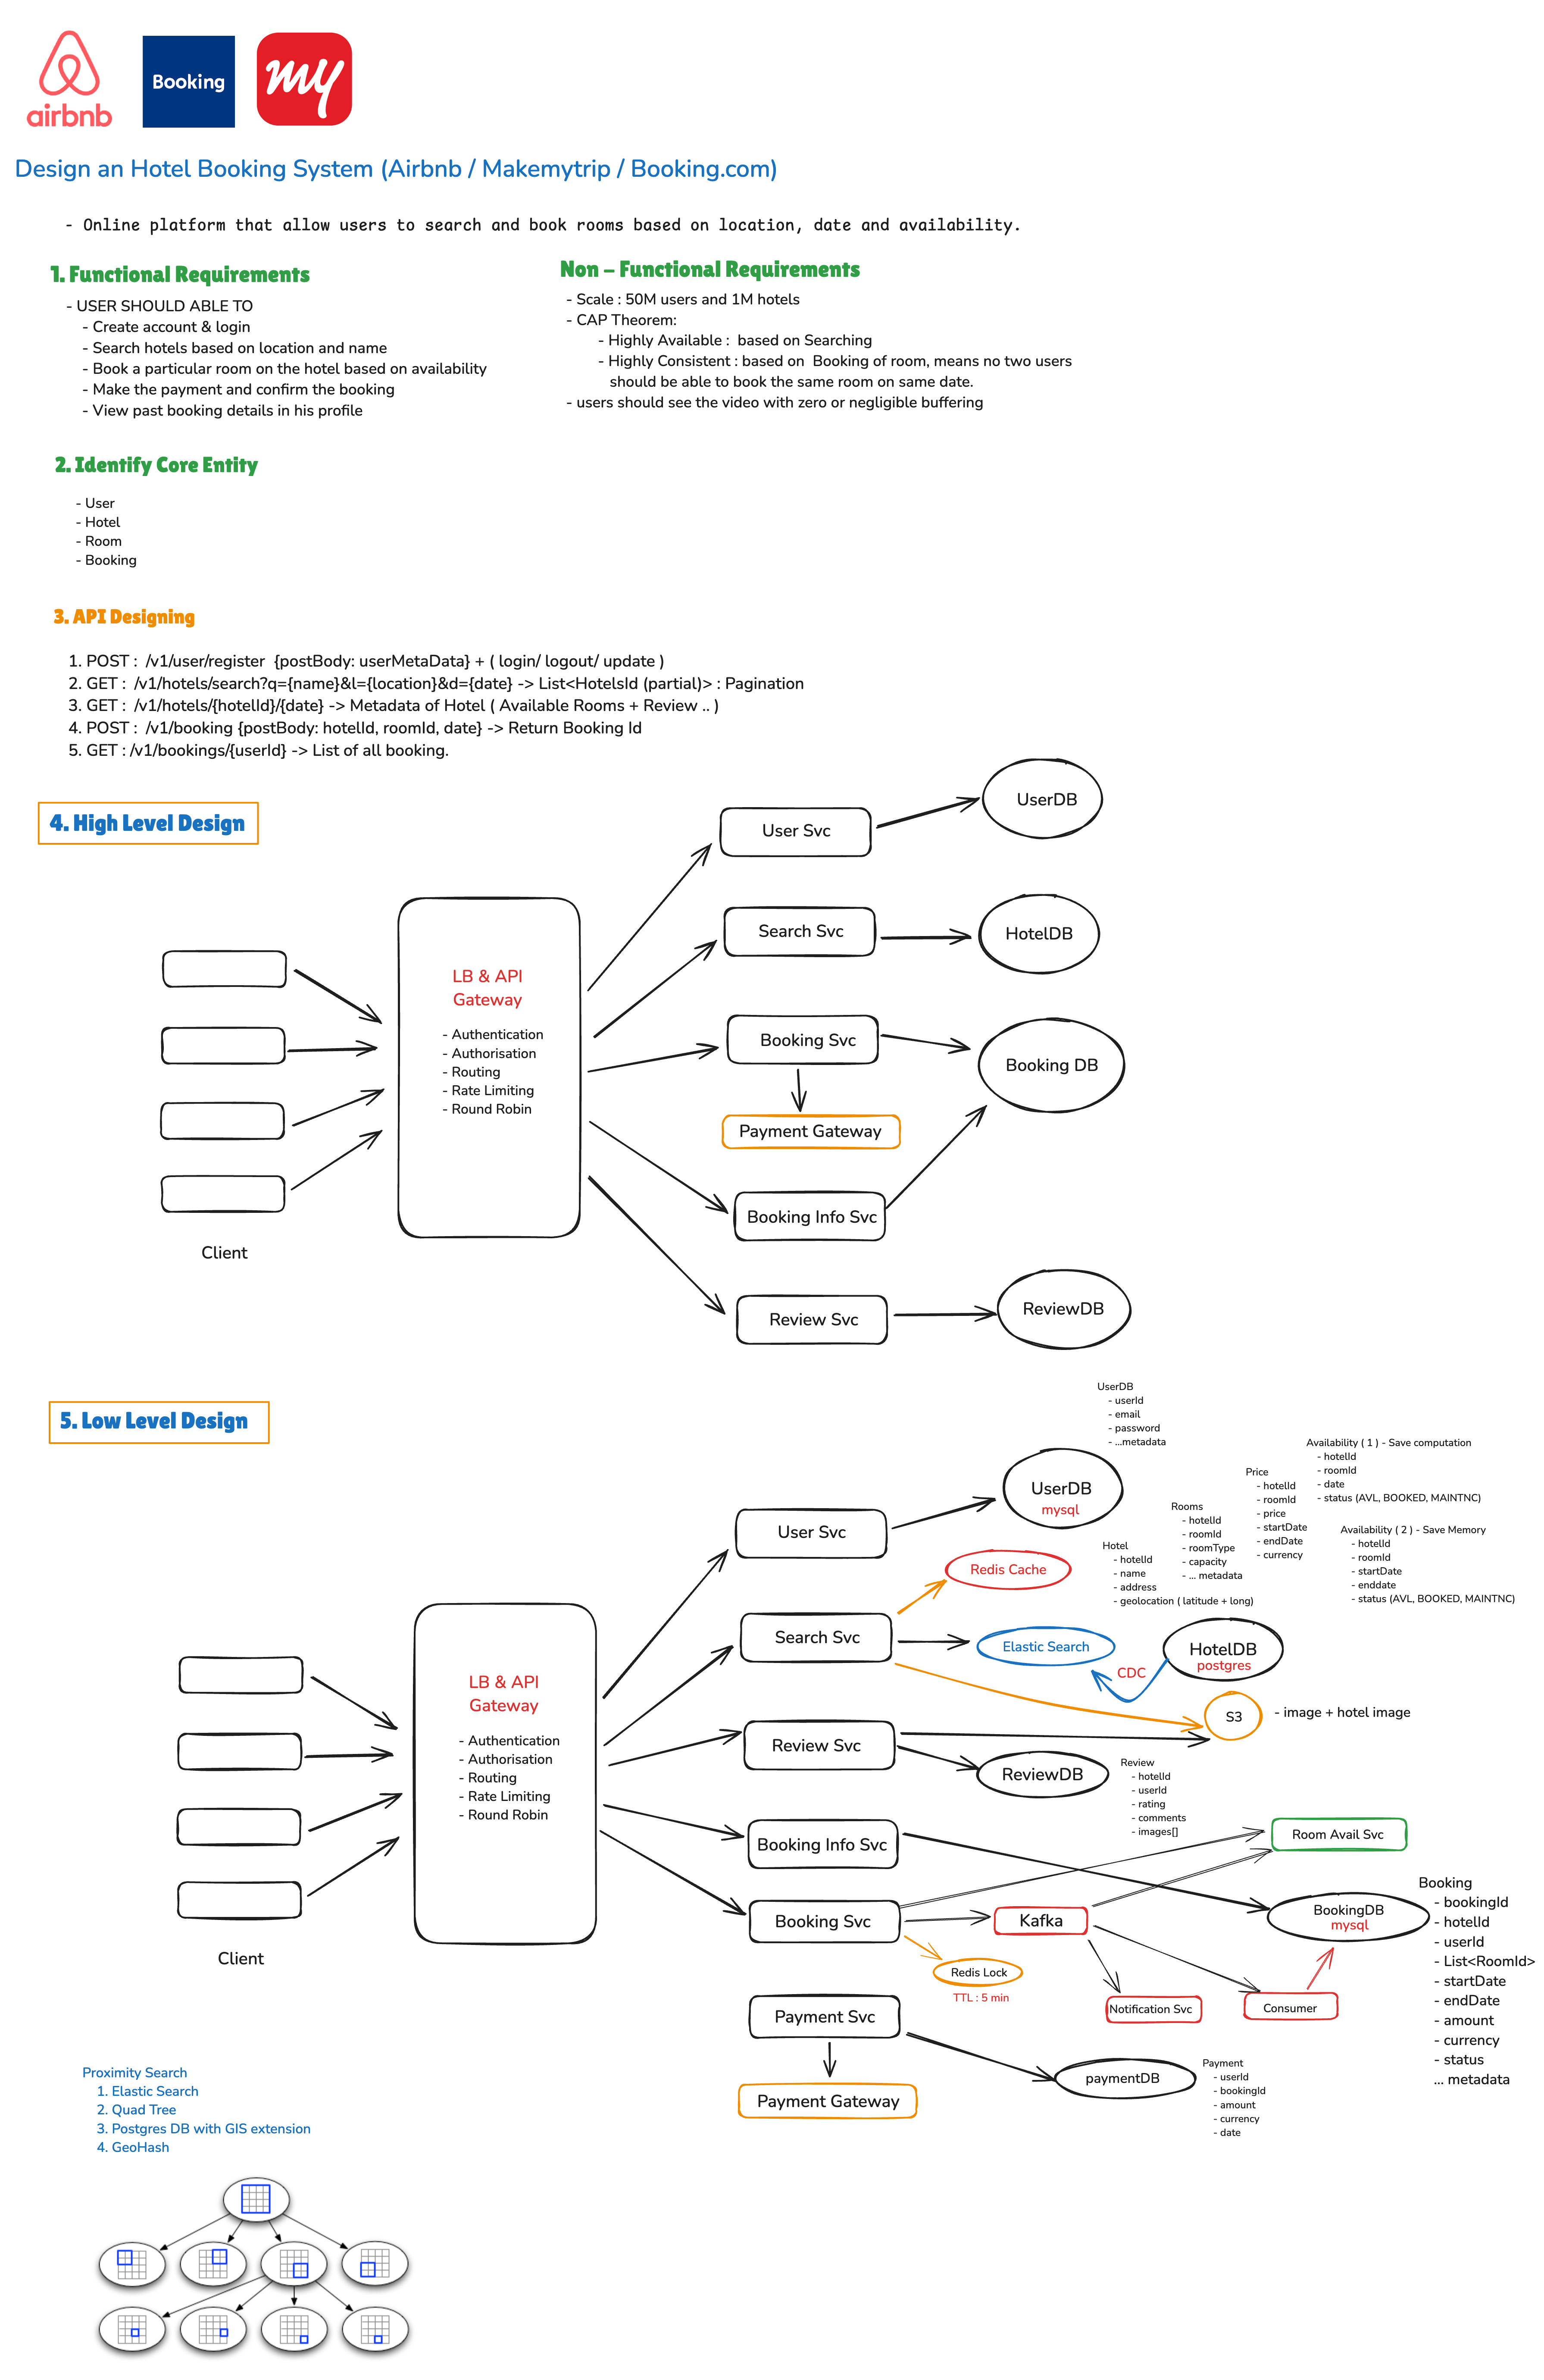 airbnb
Booking
my
Design an Hotel Booking System (Airbnb / Makemytrip / Booking.com)
- Online platform that allow users to search and book rooms based on location, date and availability.
1. Functional Requirements
- USER SHOULD ABLE TO
- Create account & login
- Search hotels based on location and name
- Book a particular room on the hotel based on availability
- Make the payment and confirm the booking
- View past booking details in his profile
Non - Functional Requirements
- Scale : 50M users and 1M hotels
- CAP Theorem:
- Highly Available : based on Searching
- Highly Consistent : based on Booking of room, means no two users
should be able to book the same room on same date.
- users should see the video with zero or negligible buffering
2. Identify Core Entity
- User
- Hotel
- Room
- Booking
3. API Designing
1. POST : /v1/user/register {postBody: userMetaData} + ( login/ logout/ update )
2. GET : /v1/hotels/search?q={name}&l={location}&d={date} -> List<HotelsId (partial)> : Pagination
3. GET : /v1/hotels/{hotelId}/{date} -> Metadata of Hotel ( Available Rooms + Review .. )
4. POST : /v1/booking {postBody: hotelId, roomId, date} -> Return Booking Id
5. GET : /v1/bookings/{userId} -> List of all booking.
4. High Level Design
Client
LB & API
Gateway
- Authentication
- Authorisation
- Routing
- Rate Limiting
- Round Robin
User Svc
UserDB
Search Svc
HotelDB
Booking Svc
Booking DB
Payment Gateway
Booking Info Svc
Review Svc
ReviewDB
5. Low Level Design
Client
LB & API
Gateway
- Authentication
- Authorisation
- Routing
- Rate Limiting
- Round Robin
User Svc
UserDB
mysql
UserDB
- userId
- email
- password
- ...metadata
Search Svc
Redis Cache
Elastic Search
CDC
HotelDB
postgres
Hotel
- hotelId
- name
- address
- geolocation ( latitude + long)
Rooms
- hotelId
- roomId
- roomType
- capacity
- ... metadata
Price
- hotelId
- roomId
- price
- startDate
- endDate
- currency
Availability ( 1 ) - Save computation
- hotelId
- roomId
- date
- status (AVL, BOOKED, MAINTNC)
Availability ( 2 ) - Save Memory
- hotelId
- roomId
- startDate
- enddate
- status (AVL, BOOKED, MAINTNC)
S3
- image + hotel image
Review Svc
ReviewDB
Review
- hotelId
- userId
- rating
- comments
- images[]
Booking Info Svc
Room Avail Svc
Booking Svc
Kafka
Redis Lock
TTL : 5 min
Notification Svc
Consumer
BookingDB
mysql
Booking
- bookingId
- hotelId
- userId
- List<RoomId>
- startDate
- endDate
- amount
- currency
- status
... metadata
Payment Svc
Payment Gateway
paymentDB
Payment
- userId
- bookingId
- amount
- currency
- date
Proximity Search
1. Elastic Search
2. Quad Tree
3. Postgres DB with GIS extension
4. GeoHash